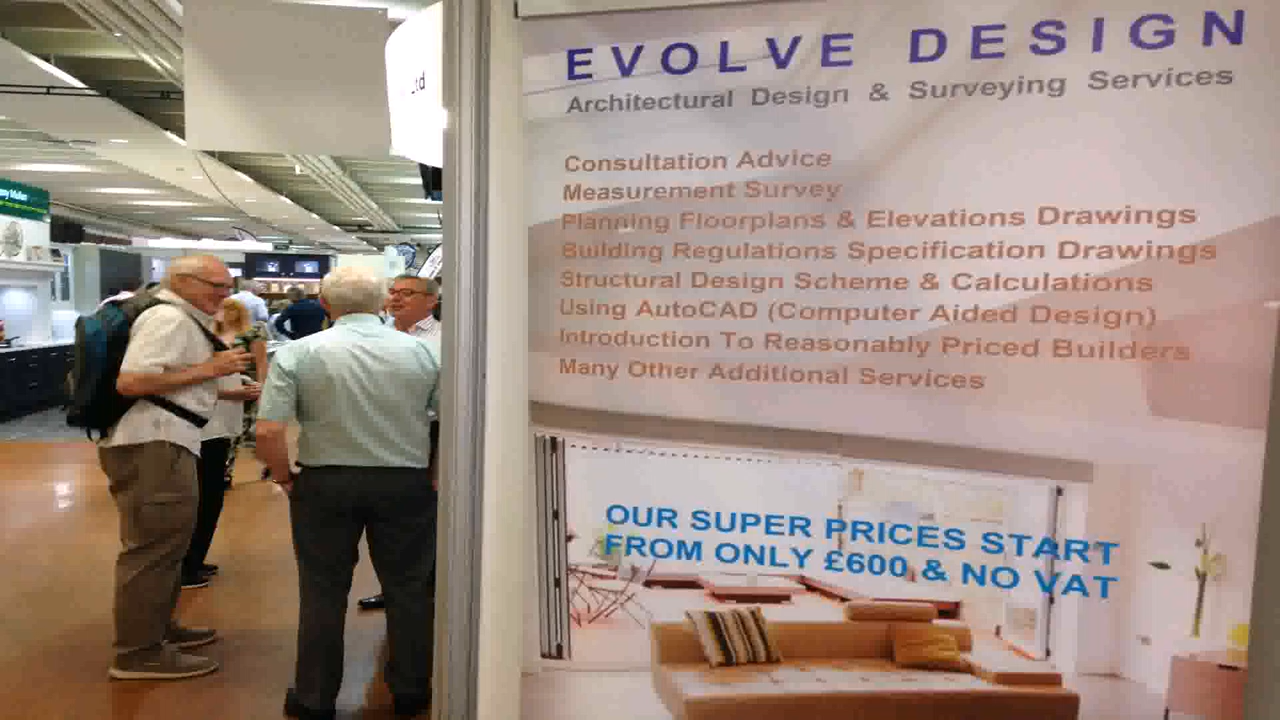 EVOLVE DESIGN
Architectural Design & Surveying Services
Consultation Advice
Measurement Survey
Planning Floorplans & Elevations Drawings
Building Regulations Specification Drawings
Structural Design Scheme & Calculations
Using AutoCAD (Computer Aided Design)
Introduction To Reasonably Priced Builders
Many Other Additional Services
OUR SUPER PRICES START
FROM ONLY £600 & NO VAT